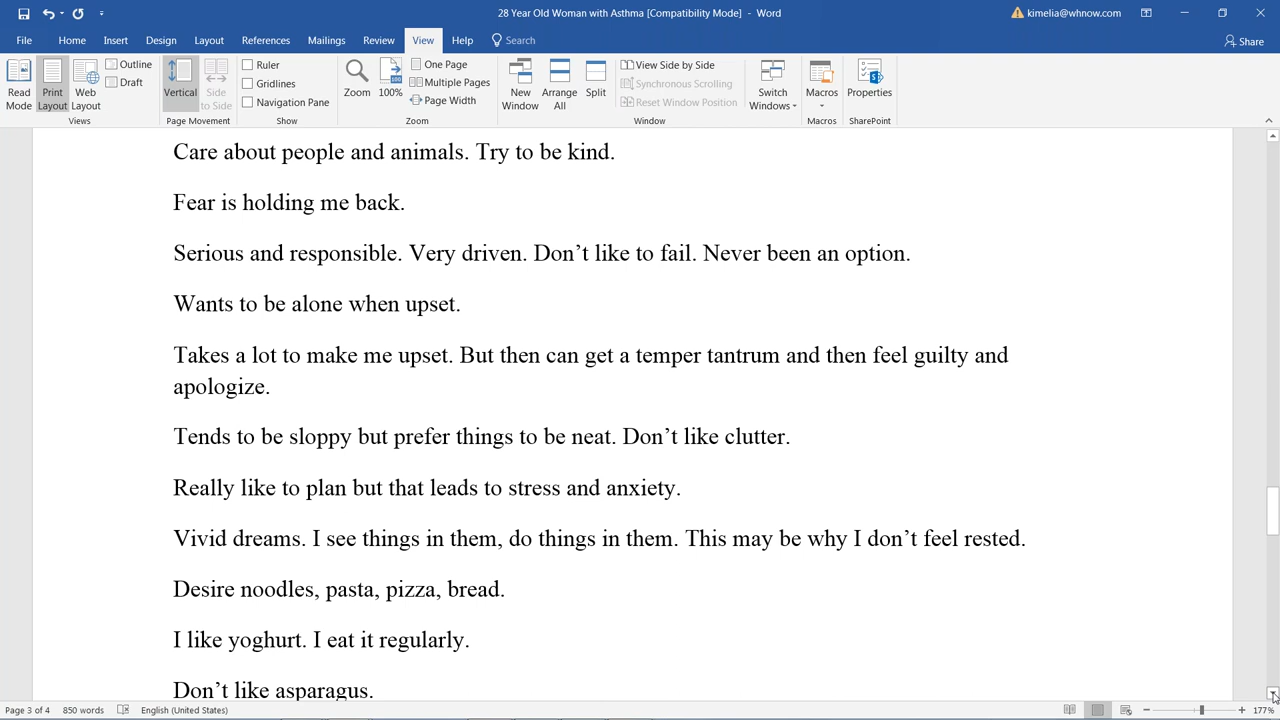 28 Year Old Woman with Asthma [Compatibility Mode] - Word
kimelia@whnow.com
File Home Insert Design Layout References Mailings Review View Help Search
Share
Read Mode
Print Layout
Web Layout
Outline
Draft
Views
Vertical
Side to Side
Page Movement
Ruler
Gridlines
Navigation Pane
Show
Zoom
100%
One Page
Multiple Pages
Page Width
Zoom
New Window
Arrange All
Split
View Side by Side
Synchronous Scrolling
Reset Window Position
Window
Switch Windows
Macros
Macros
Properties
SharePoint
Care about people and animals. Try to be kind.
Fear is holding me back.
Serious and responsible. Very driven. Don’t like to fail. Never been an option.
Wants to be alone when upset.
Takes a lot to make me upset. But then can get a temper tantrum and then feel guilty and
apologize.
Tends to be sloppy but prefer things to be neat. Don’t like clutter.
Really like to plan but that leads to stress and anxiety.
Vivid dreams. I see things in them, do things in them. This may be why I don’t feel rested.
Desire noodles, pasta, pizza, bread.
I like yoghurt. I eat it regularly.
Don’t like asparagus.
Page 3 of 4 850 words English (United States) 177%